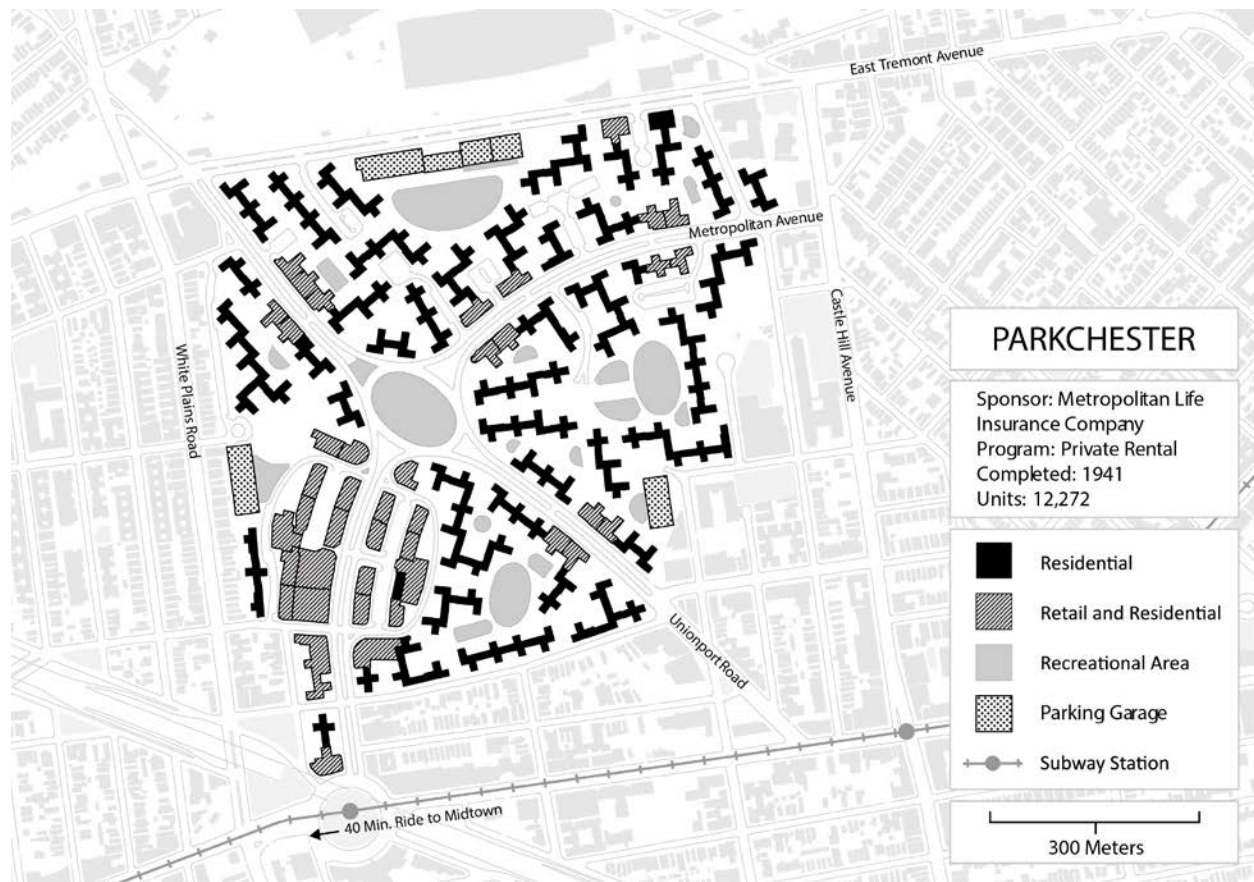 East Tremont Avenue
Metropolitan Avenue
Castle Hill Avenue
White Plains Road
Unionport Road
40 Min. Ride to Midtown
PARKCHESTER
Sponsor: Metropolitan Life
Insurance Company
Program: Private Rental
Completed: 1941
Units: 12,272
Residential
Retail and Residential
Recreational Area
Parking Garage
Subway Station
300 Meters